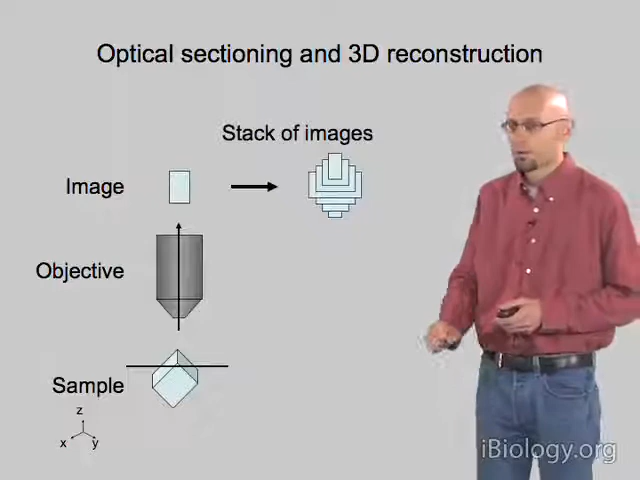 Optical sectioning and 3D reconstruction
Stack of images
Image
Objective
Sample
z
x
y
iBiology.org